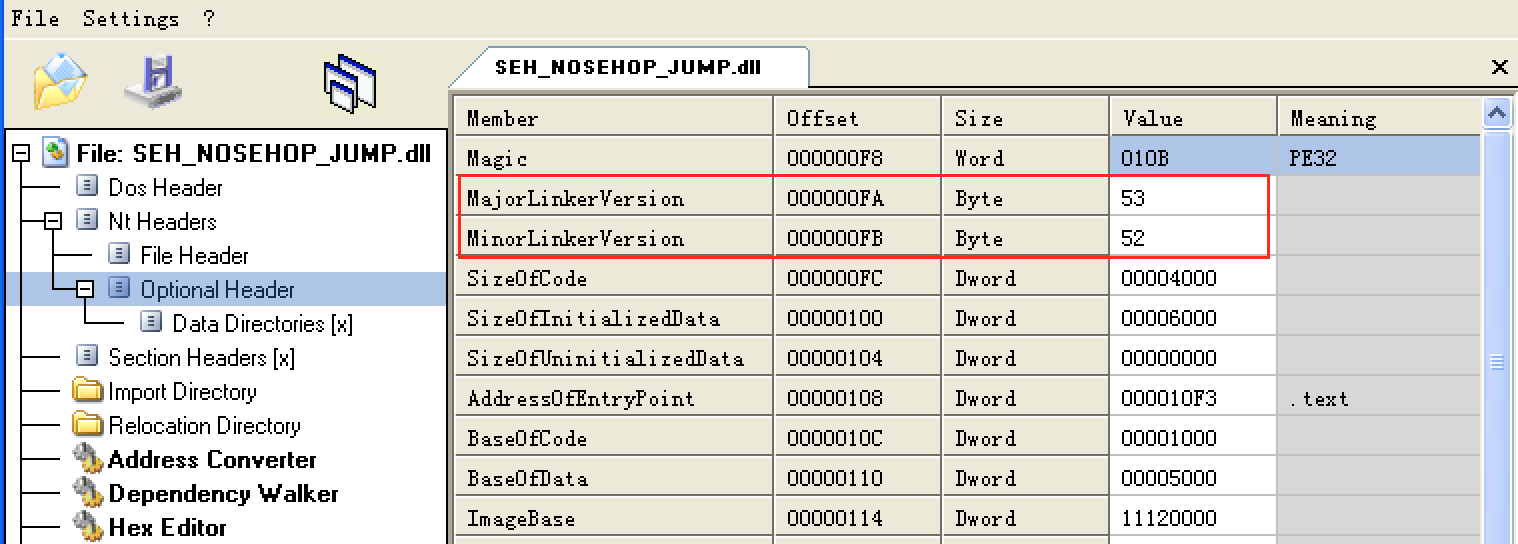 File Settings ?
SEH_NOSEHOP_JUMP.dll
File: SEH_NOSEHOP_JUMP.dll
Dos Header
Nt Headers
File Header
Optional Header
Data Directories [x]
Section Headers [x]
Import Directory
Relocation Directory
Address Converter
Dependency Walker
Hex Editor
Member Offset Size Value Meaning
Magic 000000F8 Word 010B PE32
MajorLinkerVersion 000000FA Byte 53
MinorLinkerVersion 000000FB Byte 52
SizeOfCode 000000FC Dword 00004000
SizeOfInitializedData 00000100 Dword 00006000
SizeOfUninitializedData 00000104 Dword 00000000
AddressOfEntryPoint 00000108 Dword 000010F3 .text
BaseOfCode 0000010C Dword 00001000
BaseOfData 00000110 Dword 00005000
ImageBase 00000114 Dword 11120000